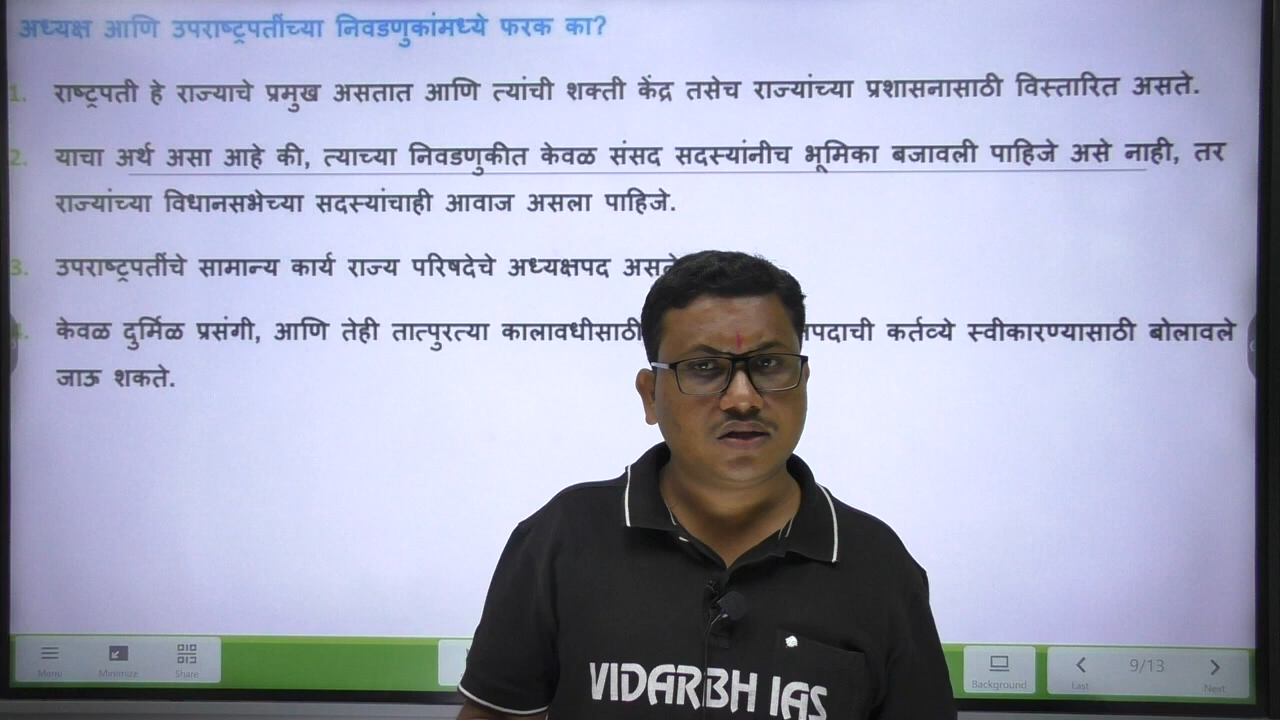 अध्यक्ष आणि उपराष्ट्रपतींच्या निवडणुकांमध्ये फरक का?
1. राष्ट्रपती हे राज्याचे प्रमुख असतात आणि त्यांची शक्ती केंद्र तसेच राज्यांच्या प्रशासनासाठी विस्तारित असते.
2. याचा अर्थ असा आहे की, त्याच्या निवडणुकीत केवळ संसद सदस्यांनीच भूमिका बजावली पाहिजे असे नाही, तर
राज्यांच्या विधानसभेच्या सदस्यांचाही आवाज असला पाहिजे.
3. उपराष्ट्रपतींचे सामान्य कार्य राज्य परिषदेचे अध्यक्षपद
केवळ दुर्मिळ प्रसंगी, आणि तेही तात्पुरत्या कालावधीसाठी पदाची कर्तव्ये स्वीकारण्यासाठी बोलावले
जाऊ शकते.
VIDARBH IAS
Menu Minimize Share Background Last 9/13 Next